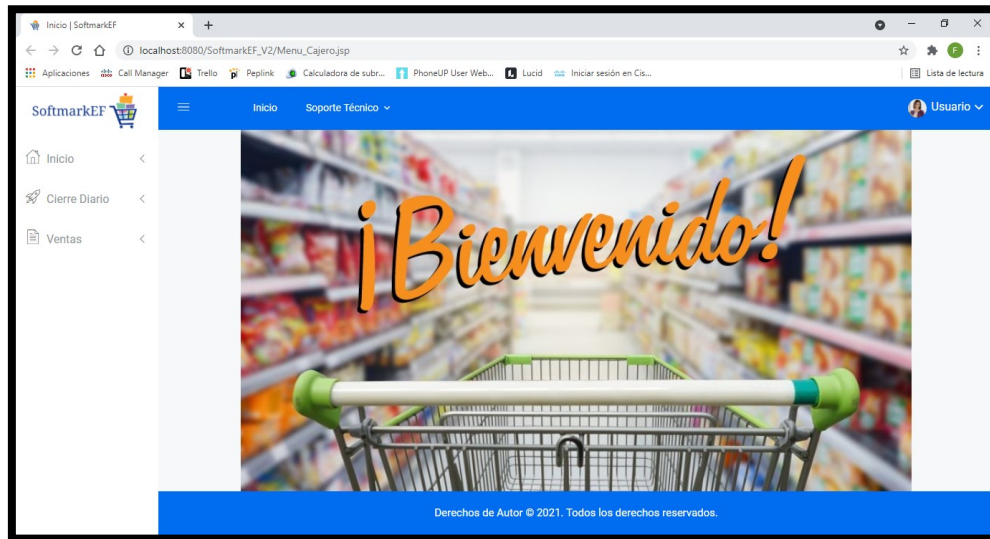 Inicio | SoftmarkEF
localhost:8080/SoftmarkEF_V2/Menu_Cajero.jsp
F
Aplicaciones Call Manager Trello Peplink Calculadora de subr... PhoneUP User Web... Lucid Iniciar sesión en Cis... Lista de lectura
SoftmarkEF
Inicio Soporte Técnico Usuario
Inicio
Cierre Diario
Ventas
¡Bienvenido!
Derechos de Autor © 2021. Todos los derechos reservados.